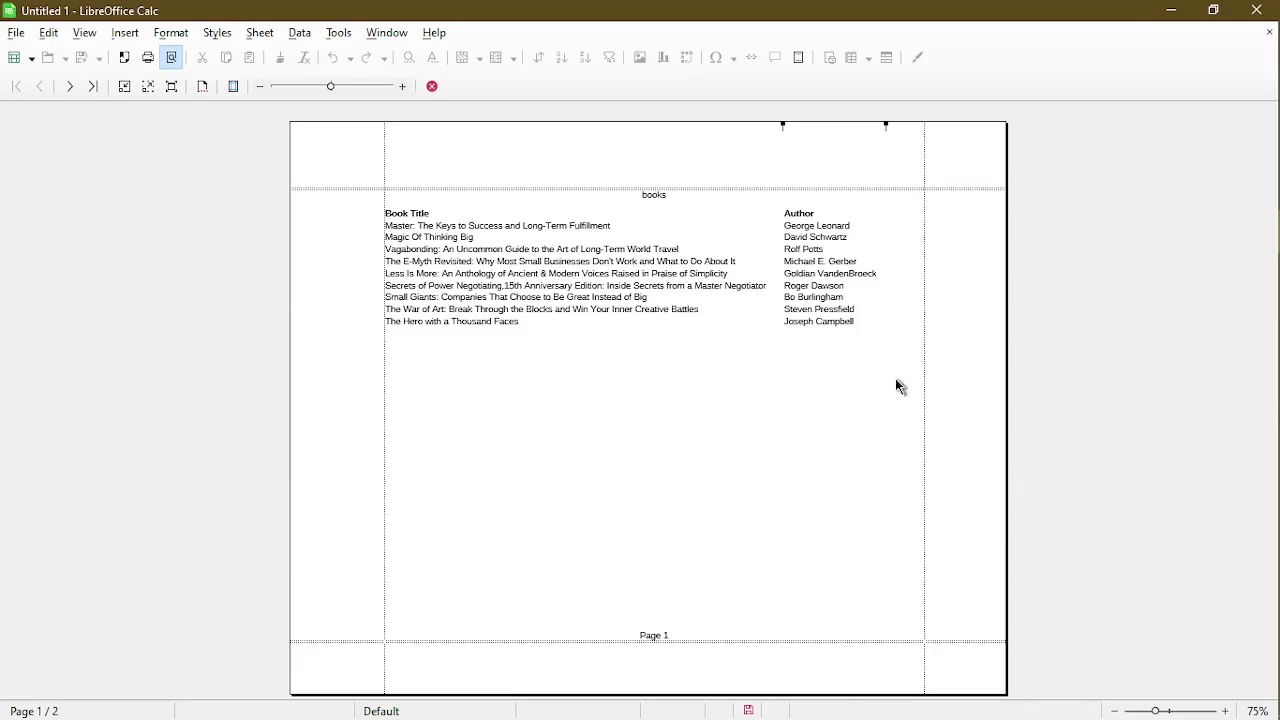 Untitled 1 - LibreOffice Calc
File Edit View Insert Format Styles Sheet Data Tools Window Help
books
Book Title Author
Master: The Keys to Success and Long-Term Fulfillment George Leonard
Magic Of Thinking Big David Schwartz
Vagabonding: An Uncommon Guide to the Art of Long-Term World Travel Rolf Potts
The E-Myth Revisited: Why Most Small Businesses Don't Work and What to Do About It Michael E. Gerber
Less Is More: An Anthology of Ancient & Modern Voices Raised in Praise of Simplicity Goldian VandenBroeck
Secrets of Power Negotiating,15th Anniversary Edition: Inside Secrets from a Master Negotiator Roger Dawson
Small Giants: Companies That Choose to Be Great Instead of Big Bo Burlingham
The War of Art: Break Through the Blocks and Win Your Inner Creative Battles Steven Pressfield
The Hero with a Thousand Faces Joseph Campbell
Page 1
Page 1 / 2 Default 75%